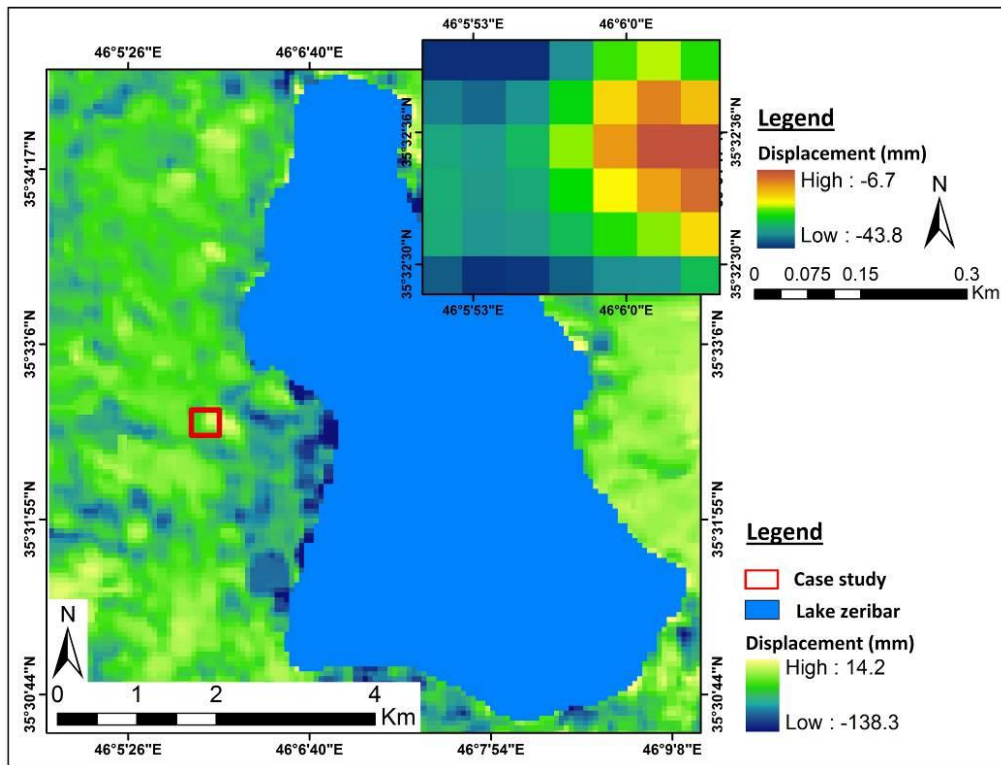 46°5'53"E 46°6'0"E
46°5'26"E 46°6'40"E
35°34'17"N
35°33'6"N
35°31'55"N
35°30'44"N
35°32'36"N
35°32'30"N
35°32'36"N
35°32'30"N
46°5'53"E 46°6'0"E
35°33'6"N
35°31'55"N
35°30'44"N
N
0 1 2 4
Km
46°5'26"E 46°6'40"E 46°7'54"E 46°9'8"E
Legend
Displacement (mm)
High : -6.7
Low : -43.8
N
0 0.075 0.15 0.3
Km
Legend
Case study
Lake zeribar
Displacement (mm)
High : 14.2
Low : -138.3